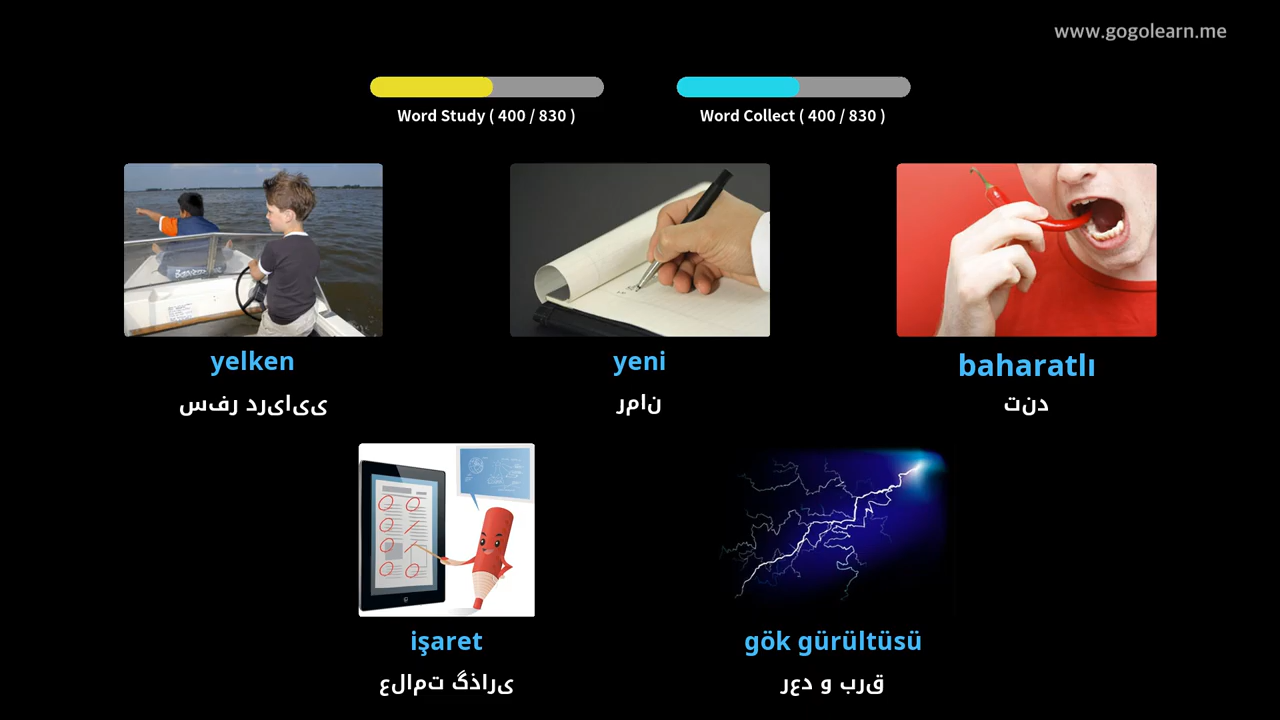 www.gogolearn.me
Word Study ( 400 / 830 )
Word Collect ( 400 / 830 )
yelken
yeni
baharatlı
سفر دریایی
رمان
تند
işaret
gök gürültüsü
علامت گذاری
رعد و برق